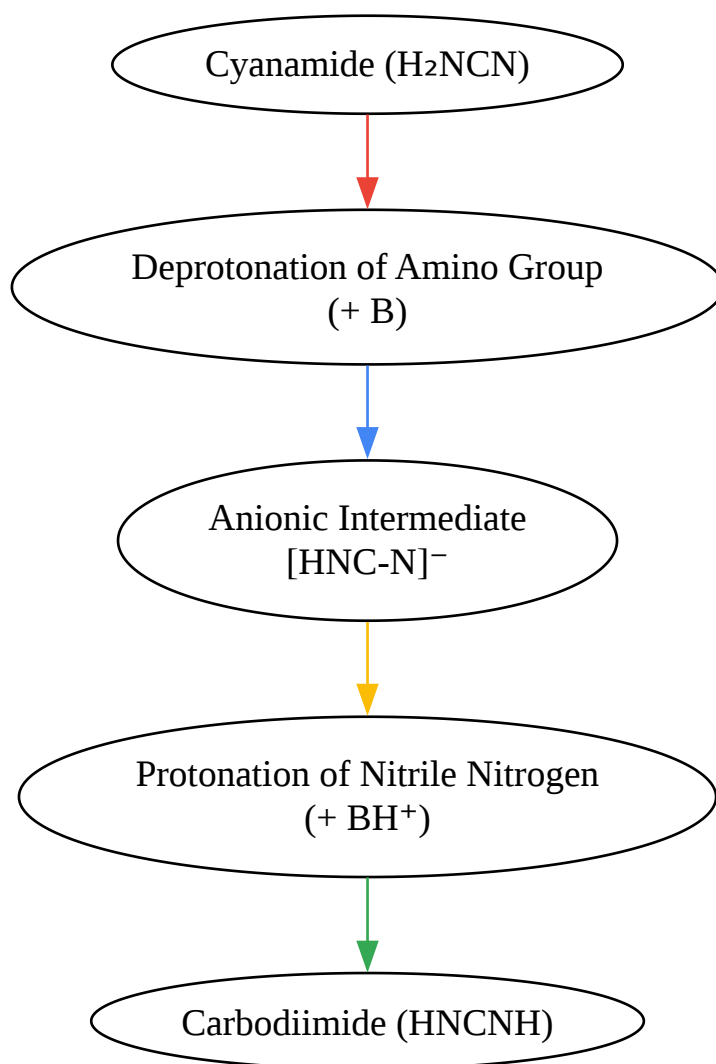 Cyanamide (H₂NCN)
Deprotonation of Amino Group
(+ B)
Anionic Intermediate
[HNC-N]⁻
Protonation of Nitrile Nitrogen
(+ BH⁺)
Carbodiimide (HNCNH)